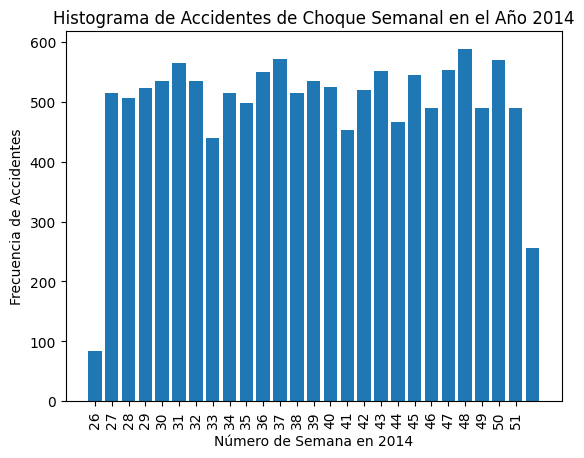 Histograma de Accidentes de Choque Semanal en el Año 2014
Frecuencia de Accidentes
600
500
400
300
200
100
0
26 27 28 29 30 31 32 33 34 35 36 37 38 39 40 41 42 43 44 45 46 47 48 49 50 51
Número de Semana en 2014